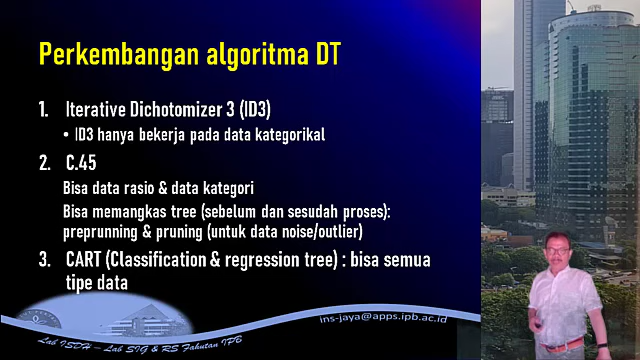 Perkembangan algoritma DT
1. Iterative Dichotomizer 3 (ID3)
• ID3 hanya bekerja pada data kategorikal
2. C.45
Bisa data rasio & data kategori
Bisa memangkas tree (sebelum dan sesudah proses):
preprunning & pruning (untuk data noise/outlier)
3. CART (Classification & regression tree) : bisa semua
tipe data
ins-jaya@apps.ipb.ac.id
Lab ISDH – Lab SIG & RS Fahutan IPB